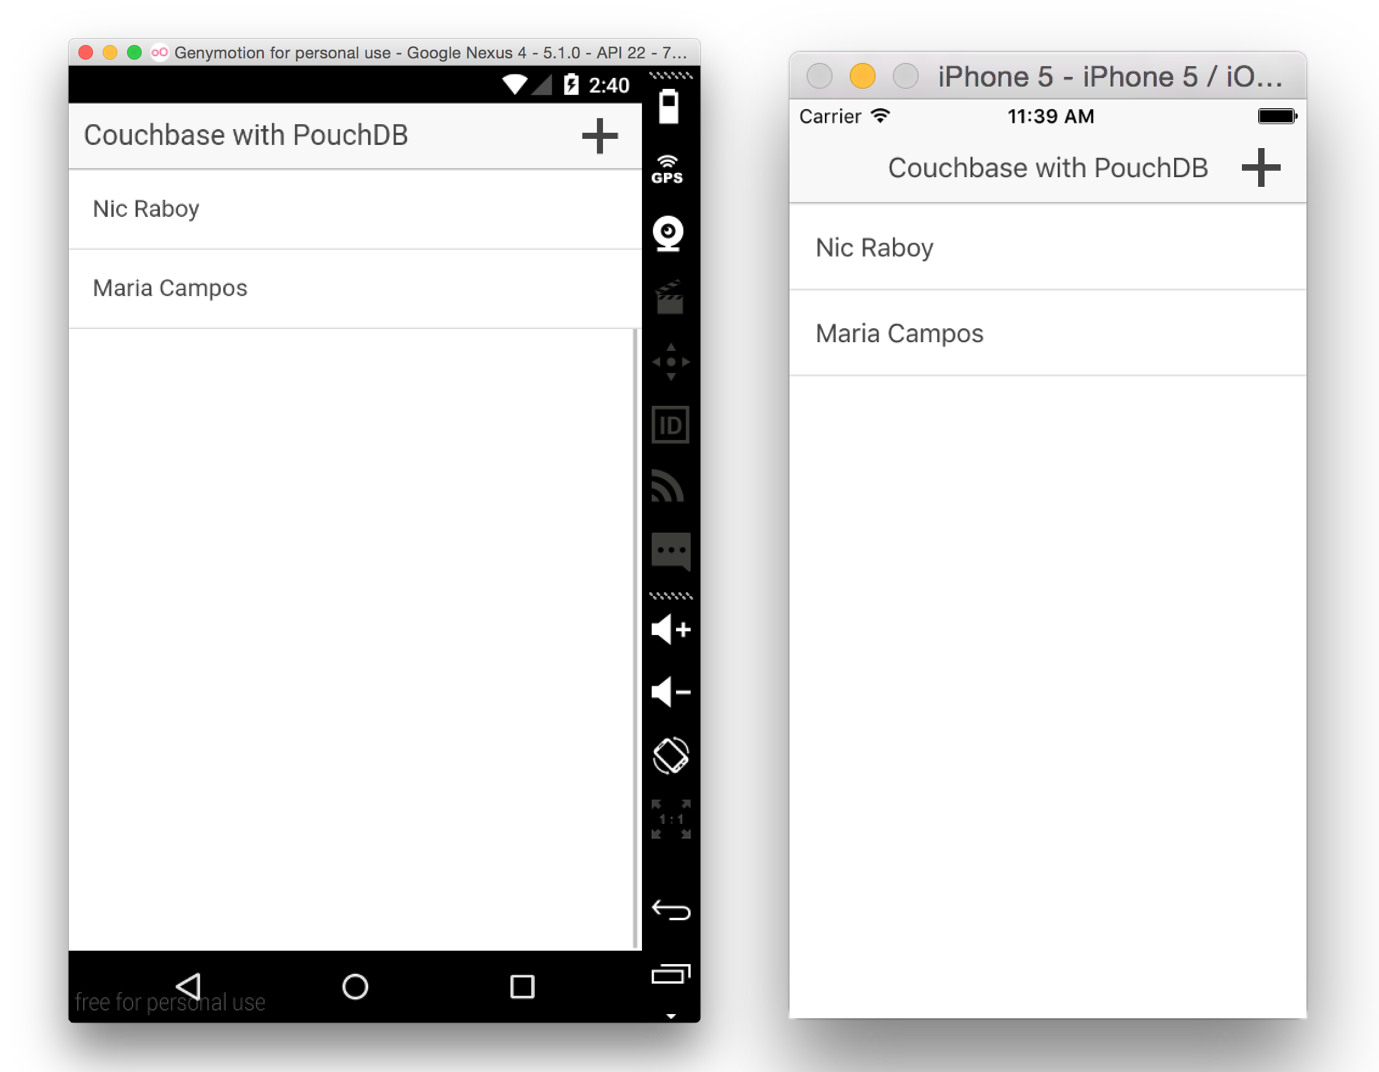 Genymotion for personal use - Google Nexus 4 - 5.1.0 - API 22 - 7...
2:40
Couchbase with PouchDB
Nic Raboy
Maria Campos
GPS
ID
1:1
free for personal use
iPhone 5 - iPhone 5 / iO...
Carrier
11:39 AM
Couchbase with PouchDB
Nic Raboy
Maria Campos